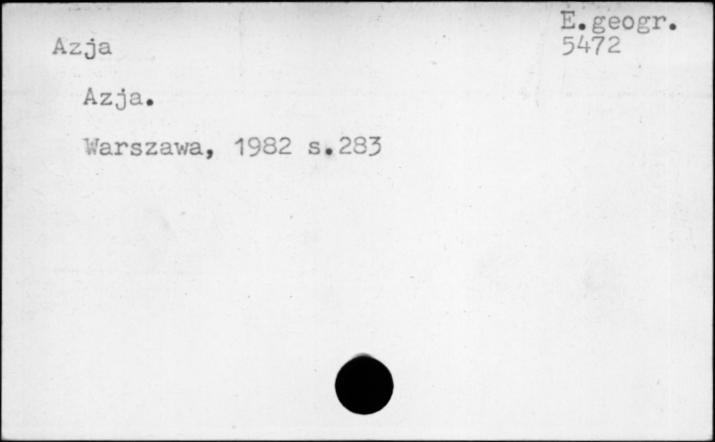 E.geogr.
Azja 5472
Azja.
Warszawa, 1982 s.283